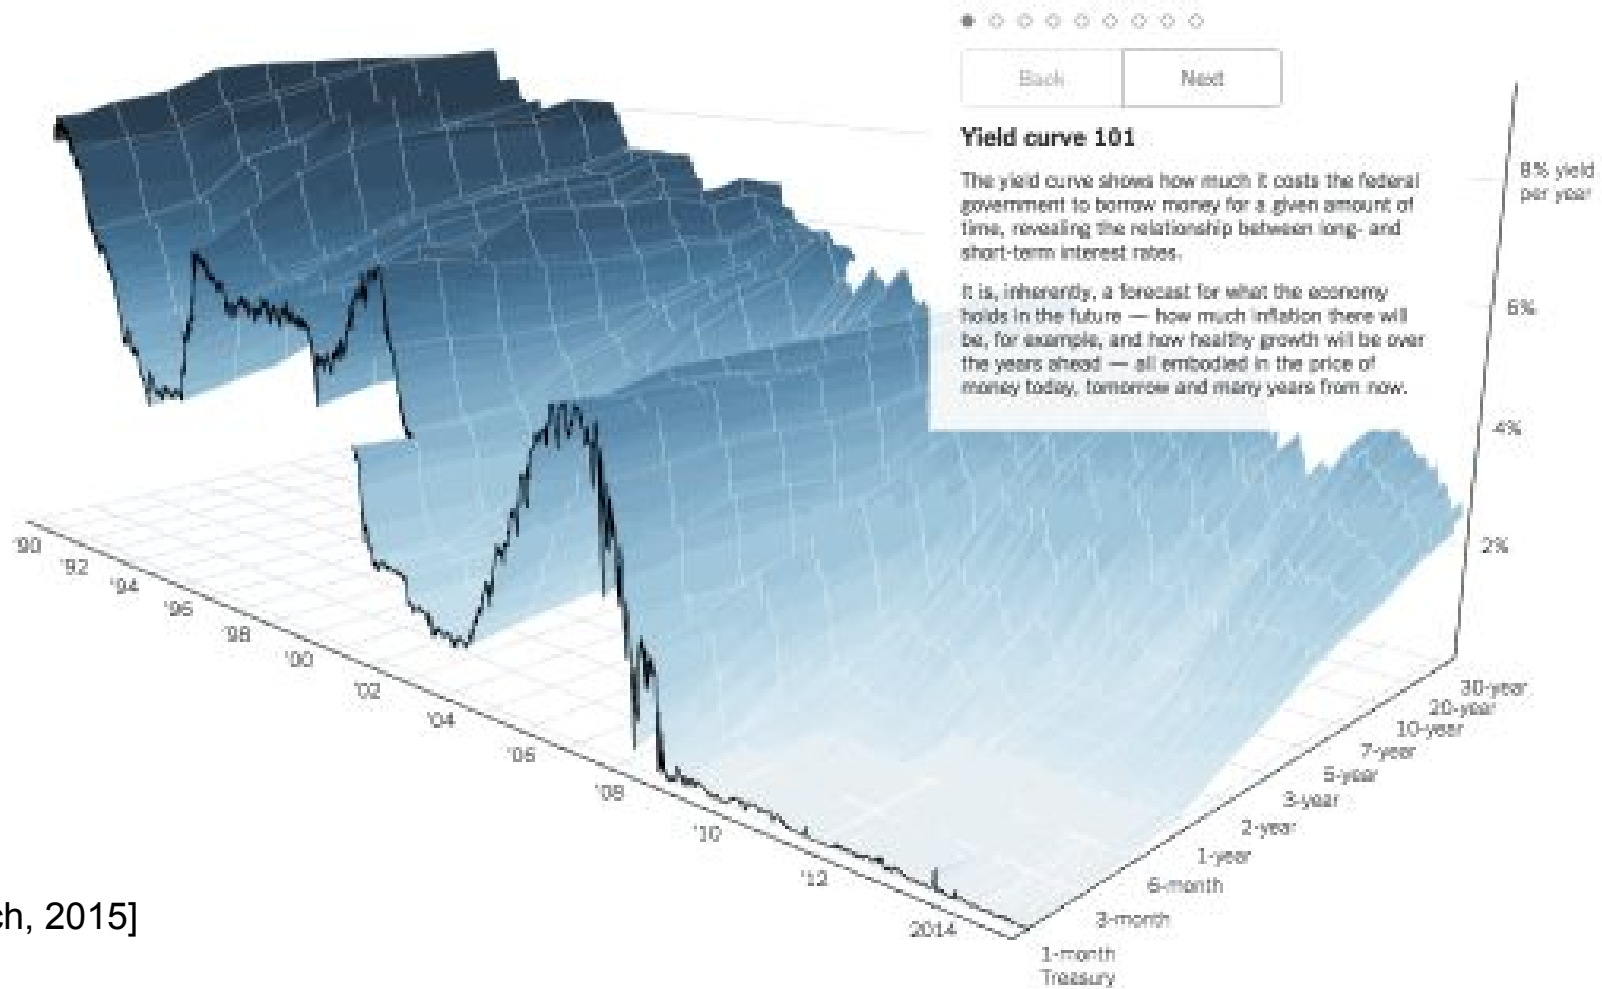 Back
Next
Yield curve 101
The yield curve shows how much it costs the federal
government to borrow money for a given amount of
time, revealing the relationship between long- and
short-term interest rates.
It is, inherently, a forecast for what the economy
holds in the future — how much inflation there will
be, for example, and how healthy growth will be over
the years ahead — all embodied in the price of
money today, tomorrow and many years from now.
8% yield
per year
6%
4%
2%
'90
'92
'94
'96
'98
'00
'02
'04
'06
'08
'10
'12
2014
30-year
20-year
10-year
7-year
5-year
3-year
2-year
1-year
6-month
3-month
1-month
Treasury
ch, 2015]